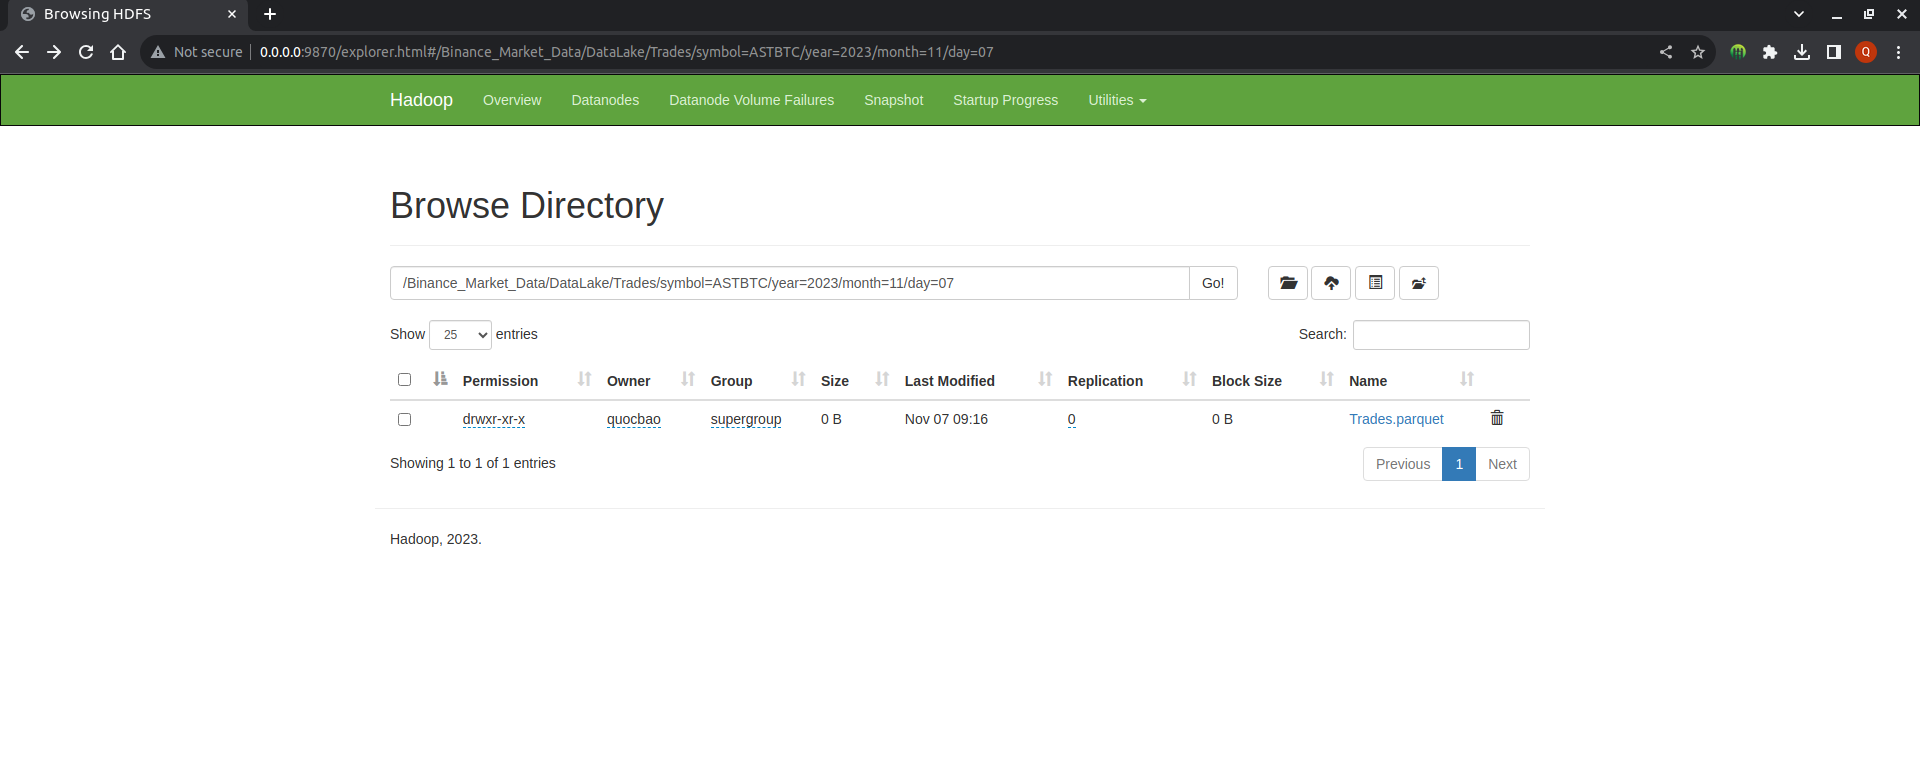 Browsing HDFS
Not secure 0.0.0.0:9870/explorer.html#/Binance_Market_Data/DataLake/Trades/symbol=ASTBTC/year=2023/month=11/day=07 Q
Hadoop Overview Datanodes Datanode Volume Failures Snapshot Startup Progress Utilities
Browse Directory
/Binance_Market_Data/DataLake/Trades/symbol=ASTBTC/year=2023/month=11/day=07 Go!
Show 25 entries Search:
Permission Owner Group Size Last Modified Replication Block Size Name
drwxr-xr-x quocbao supergroup 0 B Nov 07 09:16 0 0 B Trades.parquet
Showing 1 to 1 of 1 entries Previous 1 Next
Hadoop, 2023.